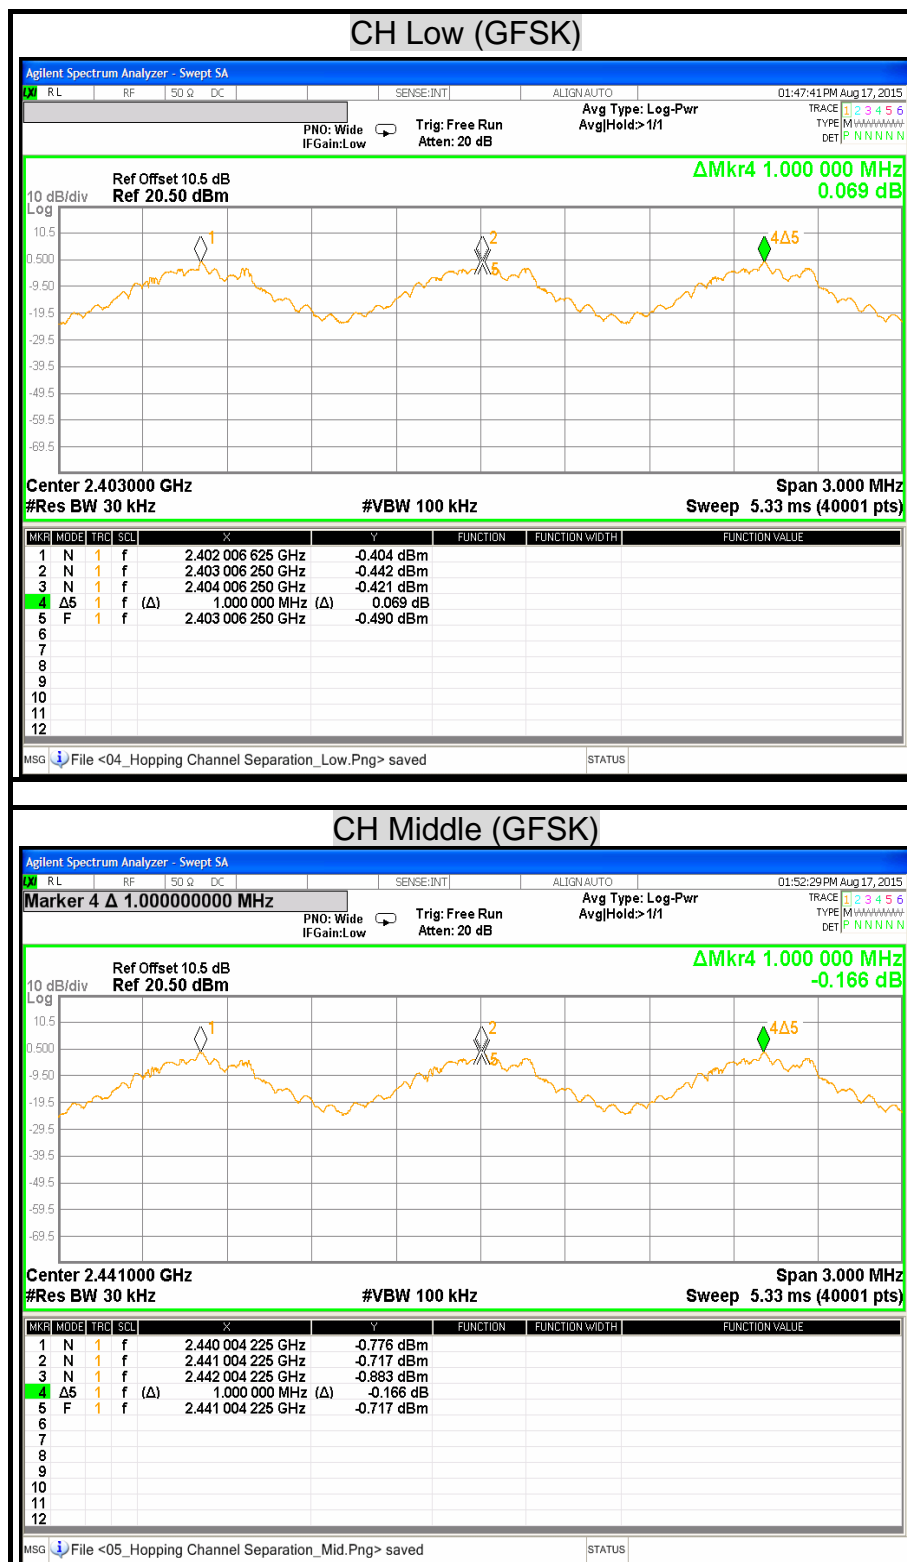 CH Low (GFSK)
Agilent Spectrum Analyzer - Swept SA
LXI RL RF 50 Ω DC SENSE:INT ALIGN AUTO 01:47:41 PM Aug 17, 2015
Avg Type: Log-Pwr TRACE 1 2 3 4 5 6
PNO: Wide Trig: Free Run Avg|Hold:>1/1 TYPE M WWWWW
IFGain:Low Atten: 20 dB DET P N N N N N
ΔMkr4 1.000 000 MHz
Ref Offset 10.5 dB
10 dB/div Ref 20.50 dBm 0.069 dB
Log
10.5
0.500
-9.50
-19.5
-29.5
-39.5
-49.5
-59.5
-69.5
1
2
5
4Δ5
Center 2.403000 GHz Span 3.000 MHz
#Res BW 30 kHz #VBW 100 kHz Sweep 5.33 ms (40001 pts)
MKR MODE TRC SCL X Y FUNCTION FUNCTION WIDTH FUNCTION VALUE
1 N 1 f 2.402 006 625 GHz -0.404 dBm
2 N 1 f 2.403 006 250 GHz -0.442 dBm
3 N 1 f 2.404 006 250 GHz -0.421 dBm
4 Δ5 1 f (Δ) 1.000 000 MHz (Δ) 0.069 dB
5 F 1 f 2.403 006 250 GHz -0.490 dBm
6
7
8
9
10
11
12
MSG File <04_Hopping Channel Separation_Low.Png> saved STATUS
CH Middle (GFSK)
Agilent Spectrum Analyzer - Swept SA
LXI RL RF 50 Ω DC SENSE:INT ALIGN AUTO 01:52:29 PM Aug 17, 2015
Marker 4 Δ 1.000000000 MHz Avg Type: Log-Pwr TRACE 1 2 3 4 5 6
PNO: Wide Trig: Free Run Avg|Hold:>1/1 TYPE M WWWWW
IFGain:Low Atten: 20 dB DET P N N N N N
ΔMkr4 1.000 000 MHz
Ref Offset 10.5 dB
10 dB/div Ref 20.50 dBm -0.166 dB
Log
10.5
0.500
-9.50
-19.5
-29.5
-39.5
-49.5
-59.5
-69.5
1
2
5
4Δ5
Center 2.441000 GHz Span 3.000 MHz
#Res BW 30 kHz #VBW 100 kHz Sweep 5.33 ms (40001 pts)
MKR MODE TRC SCL X Y FUNCTION FUNCTION WIDTH FUNCTION VALUE
1 N 1 f 2.440 004 225 GHz -0.776 dBm
2 N 1 f 2.441 004 225 GHz -0.717 dBm
3 N 1 f 2.442 004 225 GHz -0.883 dBm
4 Δ5 1 f (Δ) 1.000 000 MHz (Δ) -0.166 dB
5 F 1 f 2.441 004 225 GHz -0.717 dBm
6
7
8
9
10
11
12
MSG File <05_Hopping Channel Separation_Mid.Png> saved STATUS